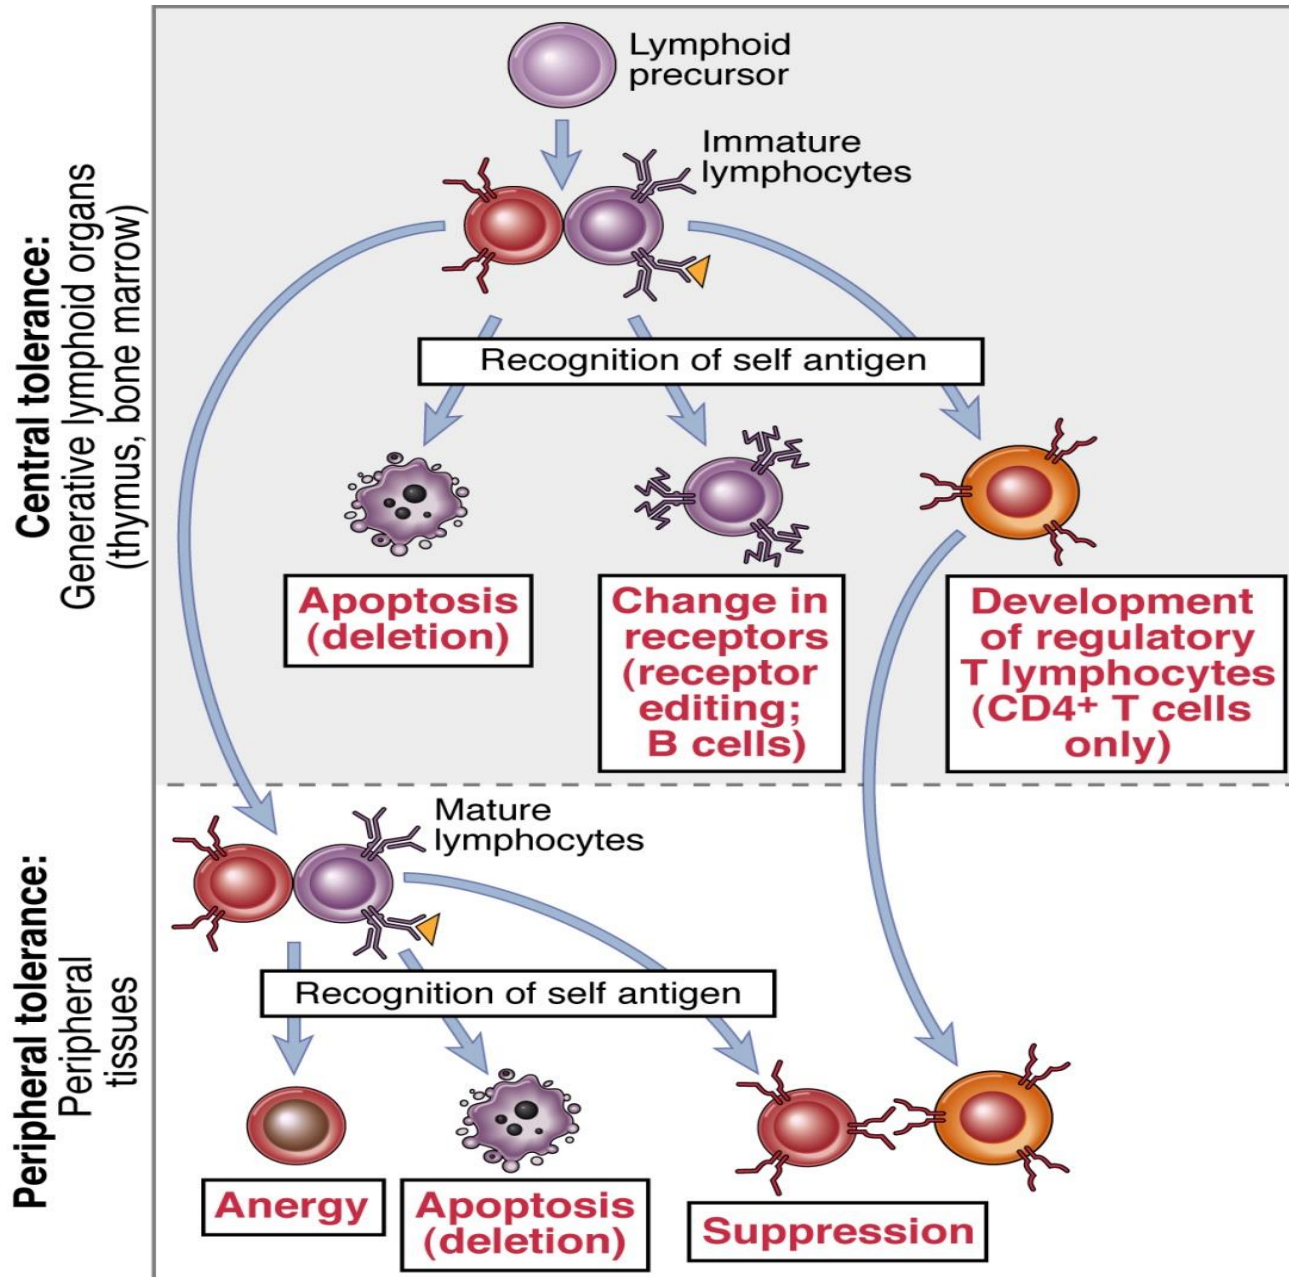 Lymphoid
precursor
Immature
lymphocytes
Central tolerance:
Generative lymphoid organs
(thymus, bone marrow)
Recognition of self antigen
Apoptosis
(deletion)
Change in
receptors
(receptor
editing;
B cells)
Development
of regulatory
T lymphocytes
(CD4+ T cells
only)
Mature
lymphocytes
Peripheral tolerance:
Peripheral
tissues
Recognition of self antigen
Anergy
Apoptosis
(deletion)
Suppression